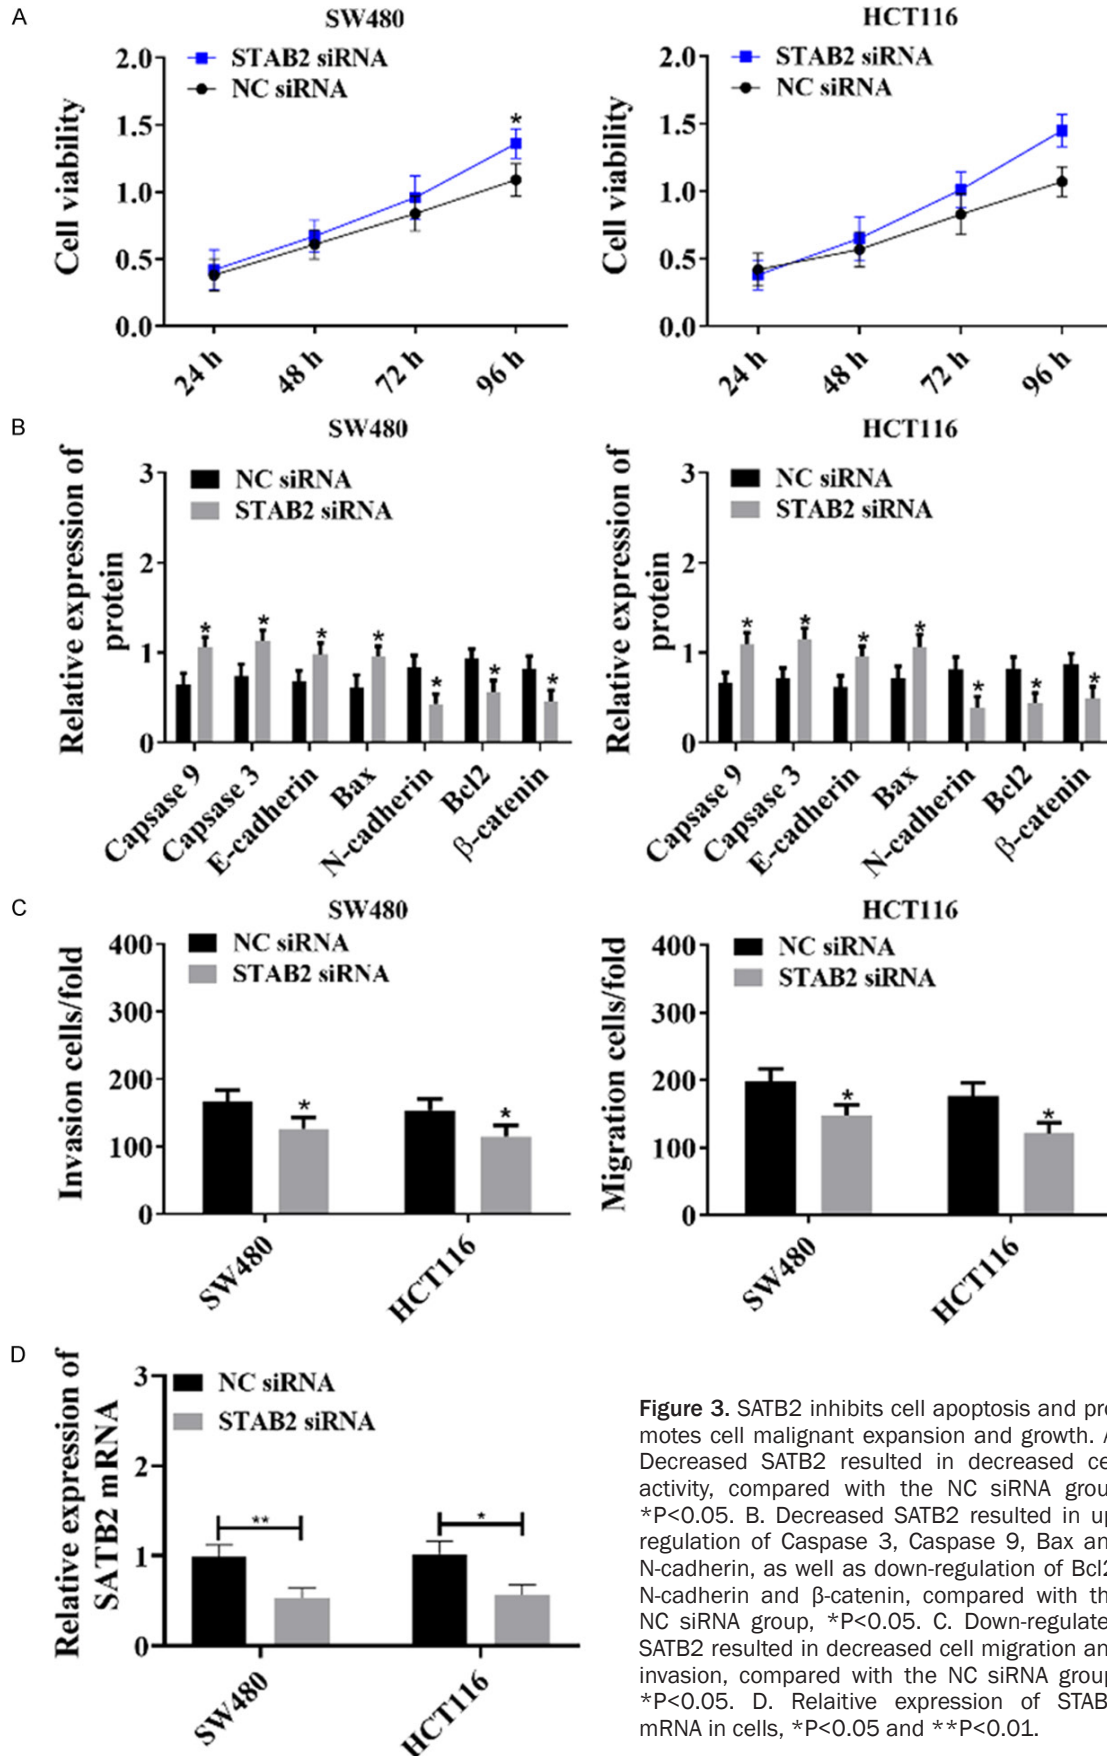 A
SW480
HCT116
STAB2 siRNA
NC siRNA
STAB2 siRNA
NC siRNA
Cell viability
2.0
1.5
1.0
0.5
0.0
*
24 h
48 h
72 h
96 h
Cell viability
2.0
1.5
1.0
0.5
0.0
24 h
48 h
72 h
96 h
B
SW480
HCT116
Relative expression of
protein
3
2
1
0
NC siRNA
STAB2 siRNA
* * * * * * *
Capsase 9
Capsase 3
E-cadherin
Bax
N-cadherin
Bcl2
β-catenin
Relative expression of
protein
3
2
1
0
NC siRNA
STAB2 siRNA
* * * * * * *
Capsase 9
Capsase 3
E-cadherin
Bax
N-cadherin
Bcl2
β-catenin
C
SW480
HCT116
Invasion cells/fold
400
300
200
100
0
NC siRNA
STAB2 siRNA
* *
SW480
HCT116
Migration cells/fold
400
300
200
100
0
NC siRNA
STAB2 siRNA
* *
SW480
HCT116
D
Relative expression of
SATB2 mRNA
3
2
1
0
NC siRNA
STAB2 siRNA
** *
SW480
HCT116
Figure 3. SATB2 inhibits cell apoptosis and
motes cell malignant expansion and growth.
Decreased SATB2 resulted in decreased
activity, compared with the NC siRNA
*P<0.05. B. Decreased SATB2 resulted in
regulation of Caspase 3, Caspase 9, Bax
N-cadherin, as well as down-regulation of
N-cadherin and β-catenin, compared with
NC siRNA group, *P<0.05. C.
SATB2 resulted in decreased cell migration
invasion, compared with the NC siRNA group
*P<0.05. D. Relaitive expression of
mRNA in cells, *P<0.05 and **P<0.01.